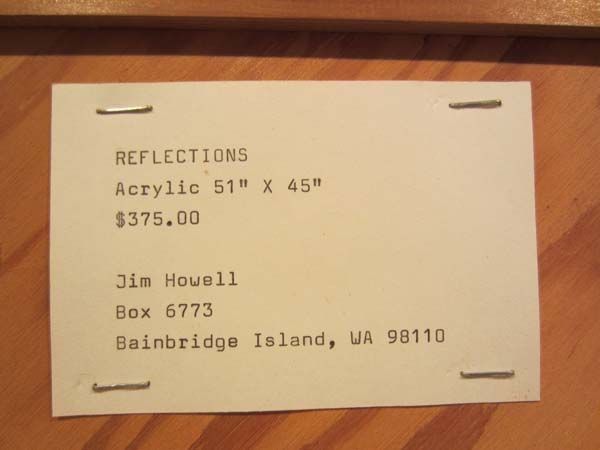 REFLECTIONS
Acrylic 51" X 45"
$375.00
Jim Howell
Box 6773
Bainbridge Island, WA 98110